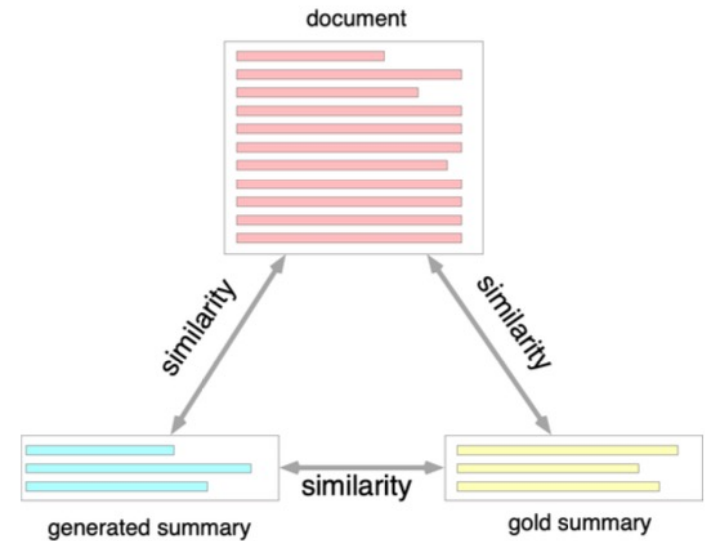 document
similarity
similarity
similarity
generated summary
gold summary